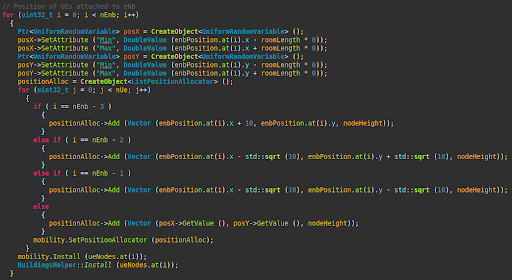 // Position of UEs attached to eNB
for (uint32_t i = 0; i < nEnb; i++)
{
Ptr<UniformRandomVariable> posX = CreateObject<UniformRandomVariable> ();
posX->SetAttribute ("Min", DoubleValue (enbPosition.at(i).x - roomLength * 0));
posX->SetAttribute ("Max", DoubleValue (enbPosition.at(i).x + roomLength * 0));
Ptr<UniformRandomVariable> posY = CreateObject<UniformRandomVariable> ();
posY->SetAttribute ("Min", DoubleValue (enbPosition.at(i).y - roomLength * 0));
posY->SetAttribute ("Max", DoubleValue (enbPosition.at(i).y + roomLength * 0));
positionAlloc = CreateObject<ListPositionAllocator> ();
for (uint32_t j = 0; j < nUe; j++)
{
if ( i == nEnb - 3 )
{
positionAlloc->Add (Vector (enbPosition.at(i).x + 10, enbPosition.at(i).y, nodeHeight));
}
else if ( i == nEnb - 2 )
{
positionAlloc->Add (Vector (enbPosition.at(i).x - std::sqrt (10), enbPosition.at(i).y + std::sqrt (10), nodeHeight));
}
else if ( i == nEnb - 1 )
{
positionAlloc->Add (Vector (enbPosition.at(i).x - std::sqrt (10), enbPosition.at(i).y - std::sqrt (10), nodeHeight));
}
else
{
positionAlloc->Add (Vector (posX->GetValue (), posY->GetValue (), nodeHeight));
}
mobility.SetPositionAllocator (positionAlloc);
}
mobility.Install (ueNodes.at(i));
BuildingsHelper::Install (ueNodes.at(i));
}